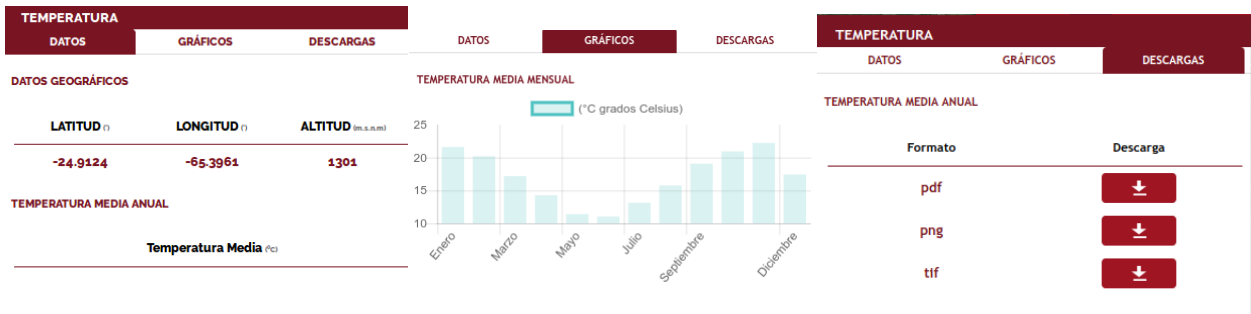 TEMPERATURA
DATOS GRÁFICOS DESCARGAS
DATOS GEOGRÁFICOS
LATITUD (°) LONGITUD (°) ALTITUD (m.s.n.m)
-24.9124 -65.3961 1301
TEMPERATURA MEDIA ANUAL
Temperatura Media (°C)
DATOS GRÁFICOS DESCARGAS
TEMPERATURA MEDIA MENSUAL
(°C grados Celsius)
25
20
15
10
Enero Marzo Mayo Julio Septiembre Diciembre
TEMPERATURA
DATOS GRÁFICOS DESCARGAS
TEMPERATURA MEDIA ANUAL
Formato Descarga
pdf
png
tif